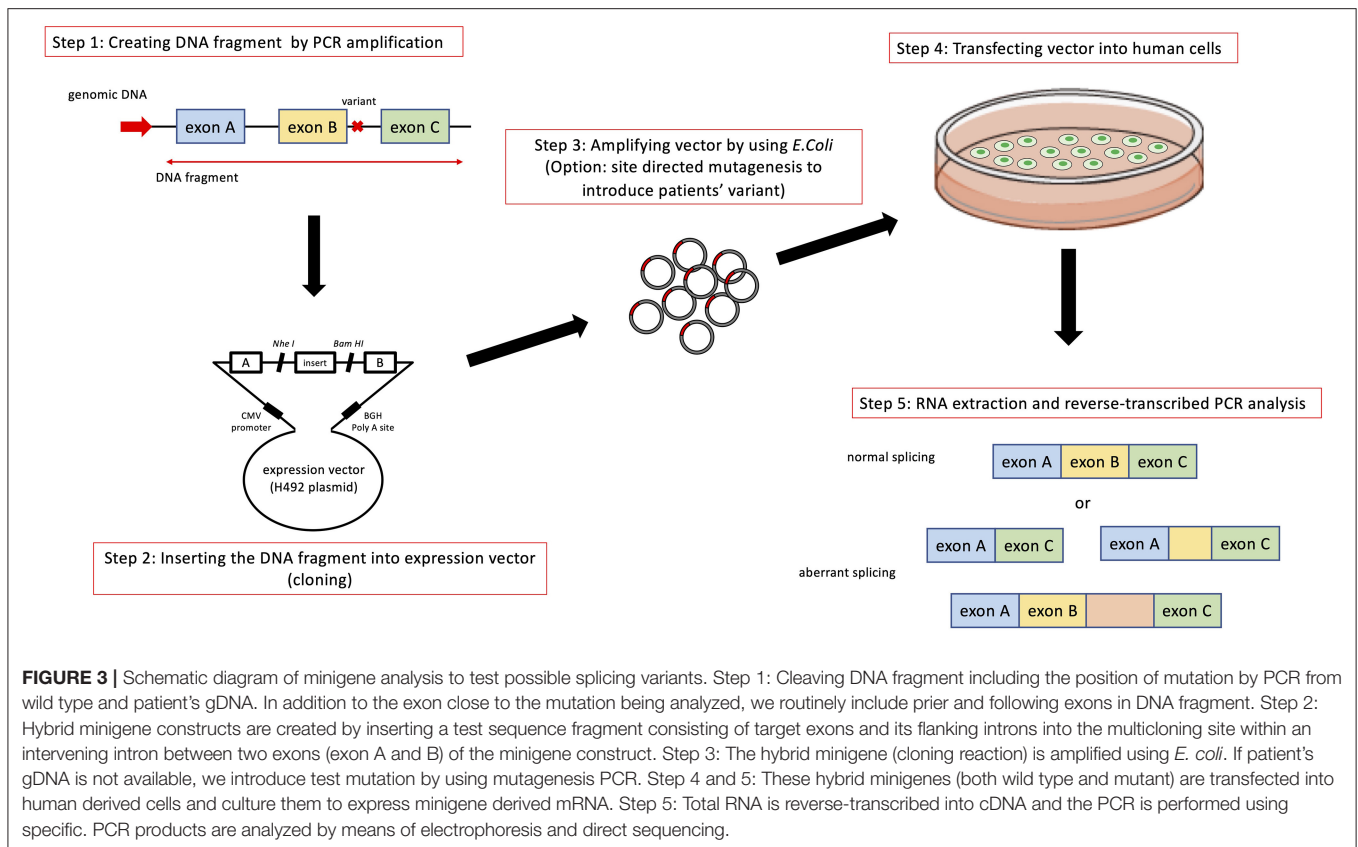 Step 1: Creating DNA fragment by PCR amplification
genomic DNA
variant
exon A
exon B
exon C
DNA fragment
A
Nhe I
insert
Bam HI
B
CMV
promoter
BGH
Poly A site
expression vector
(H492 plasmid)
Step 2: Inserting the DNA fragment into expression vector
(cloning)
Step 3: Amplifying vector by using E.Coli
(Option: site directed mutagenesis to
introduce patients’ variant)
Step 4: Transfecting vector into human cells
Step 5: RNA extraction and reverse-transcribed PCR analysis
normal splicing
exon A exon B exon C
or
exon A exon C
exon A exon C
aberrant splicing
exon A exon B exon C
FIGURE 3 | Schematic diagram of minigene analysis to test possible splicing variants. Step 1: Cleaving DNA fragment including the position of mutation by PCR from
wild type and patient’s gDNA. In addition to the exon close to the mutation being analyzed, we routinely include prior and following exons in DNA fragment. Step 2:
Hybrid minigene constructs are created by inserting a test sequence fragment consisting of target exons and its flanking introns into the multicloning site within an
intervening intron between two exons (exon A and B) of the minigene construct. Step 3: The hybrid minigene (cloning reaction) is amplified using E. coli. If patient’s
gDNA is not available, we introduce test mutation by using mutagenesis PCR. Step 4 and 5: These hybrid minigenes (both wild type and mutant) are transfected into
human derived cells and culture them to express minigene derived mRNA. Step 5: Total RNA is reverse-transcribed into cDNA and the PCR is performed using
specific. PCR products are analyzed by means of electrophoresis and direct sequencing.